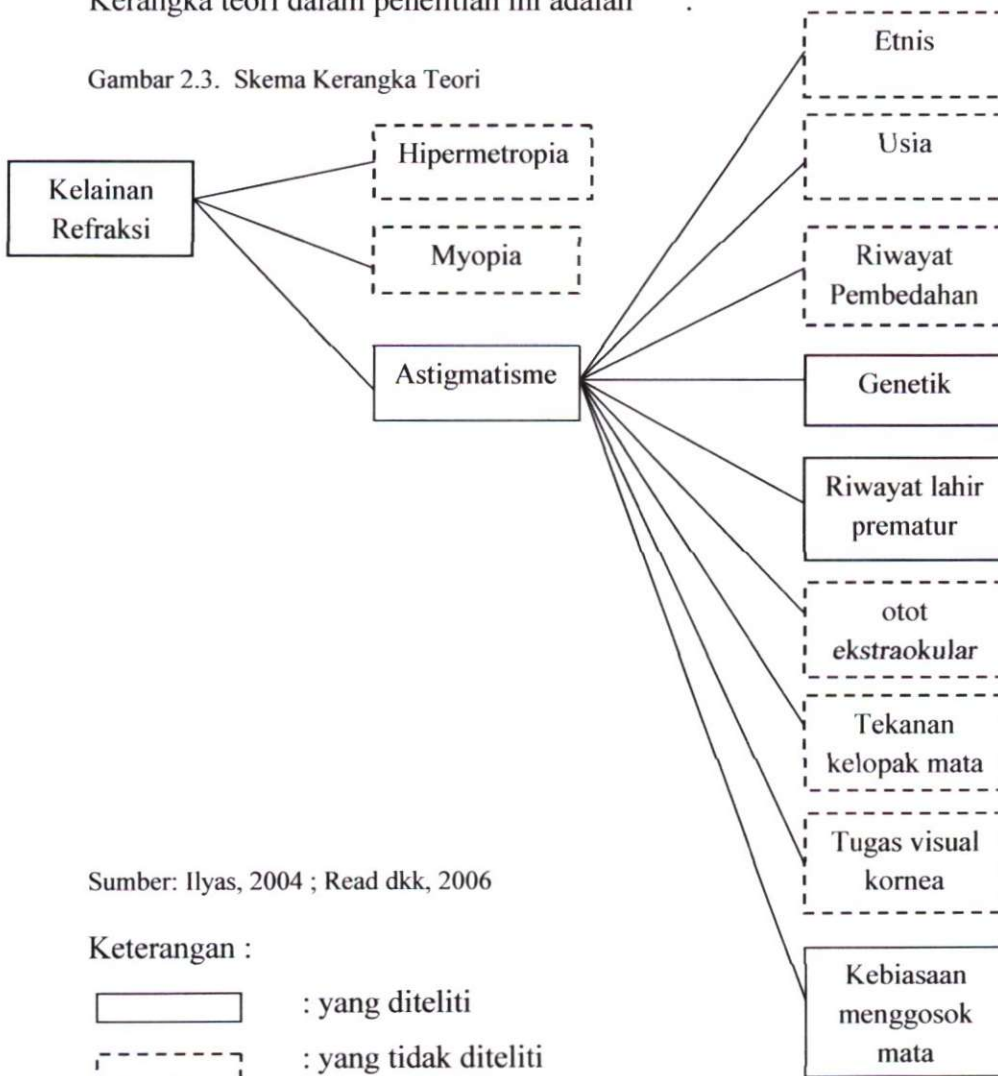 Kerangka teori dalam penelitian ini adalah :
Gambar 2.3. Skema Kerangka Teori
Kelainan
Refraksi
Hipermetropia
Myopia
Astigmatisme
Etnis
Usia
Riwayat
Pembedahan
Genetik
Riwayat lahir
prematur
otot
ekstraokular
Tekanan
kelopak mata
Tugas visual
kornea
Kebiasaan
menggosok
mata
Sumber: Ilyas, 2004 ; Read dkk, 2006
Keterangan :
: yang diteliti
: yang tidak diteliti